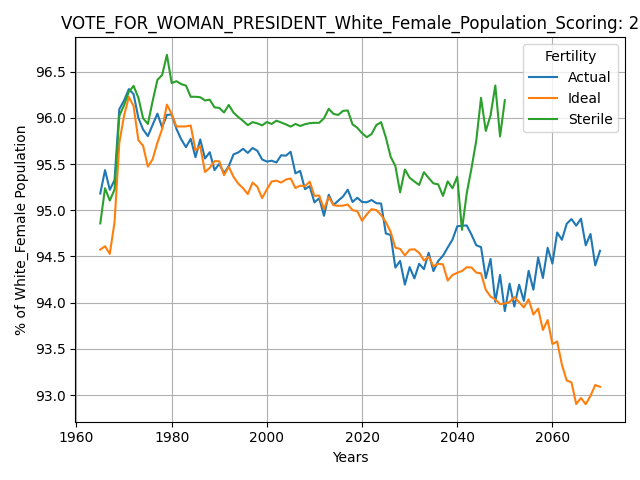 VOTE_FOR_WOMAN_PRESIDENT_White_Female_Population_Scoring: 2
Fertility
Actual
Ideal
Sterile
% of White_Female Population
96.5
96.0
95.5
95.0
94.5
94.0
93.5
93.0
1960
1980
2000
2020
2040
2060
Years